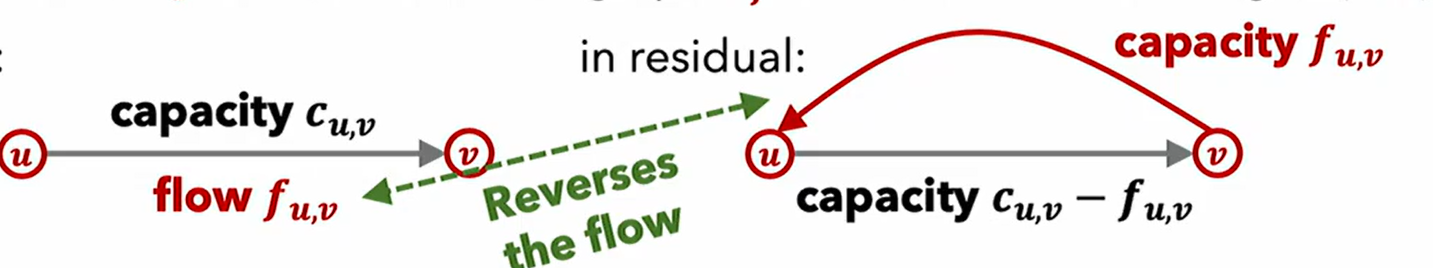 :
in residual:
capacity f_{u,v}
capacity c_{u,v}
u
v
flow f_{u,v}
Reverses
the flow
u
v
capacity c_{u,v} − f_{u,v}